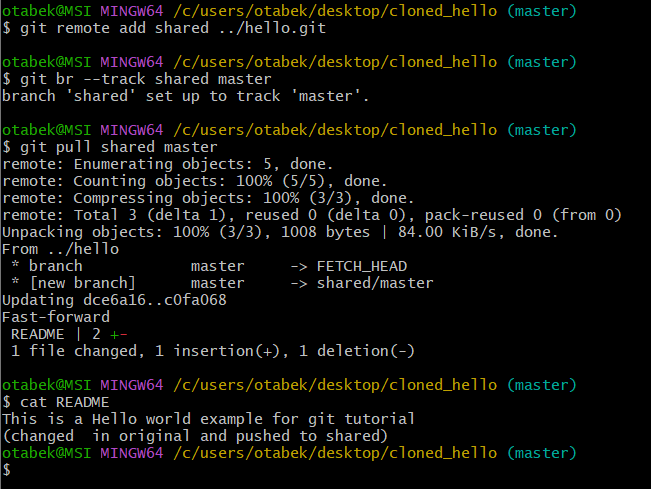 otabek@MSI MINGW64 /c/users/otabek/desktop/cloned_hello (master)
$ git remote add shared ../hello.git
otabek@MSI MINGW64 /c/users/otabek/desktop/cloned_hello (master)
$ git br --track shared master
branch 'shared' set up to track 'master'.
otabek@MSI MINGW64 /c/users/otabek/desktop/cloned_hello (master)
$ git pull shared master
remote: Enumerating objects: 5, done.
remote: Counting objects: 100% (5/5), done.
remote: Compressing objects: 100% (3/3), done.
remote: Total 3 (delta 1), reused 0 (delta 0), pack-reused 0 (from 0)
Unpacking objects: 100% (3/3), 1008 bytes | 84.00 KiB/s, done.
From ../hello
 * branch            master     -> FETCH_HEAD
 * [new branch]      master     -> shared/master
Updating dce6a16..c0fa068
Fast-forward
 README | 2 +-
 1 file changed, 1 insertion(+), 1 deletion(-)
otabek@MSI MINGW64 /c/users/otabek/desktop/cloned_hello (master)
$ cat README
This is a Hello world example for git tutorial
(changed  in original and pushed to shared)
otabek@MSI MINGW64 /c/users/otabek/desktop/cloned_hello (master)
$